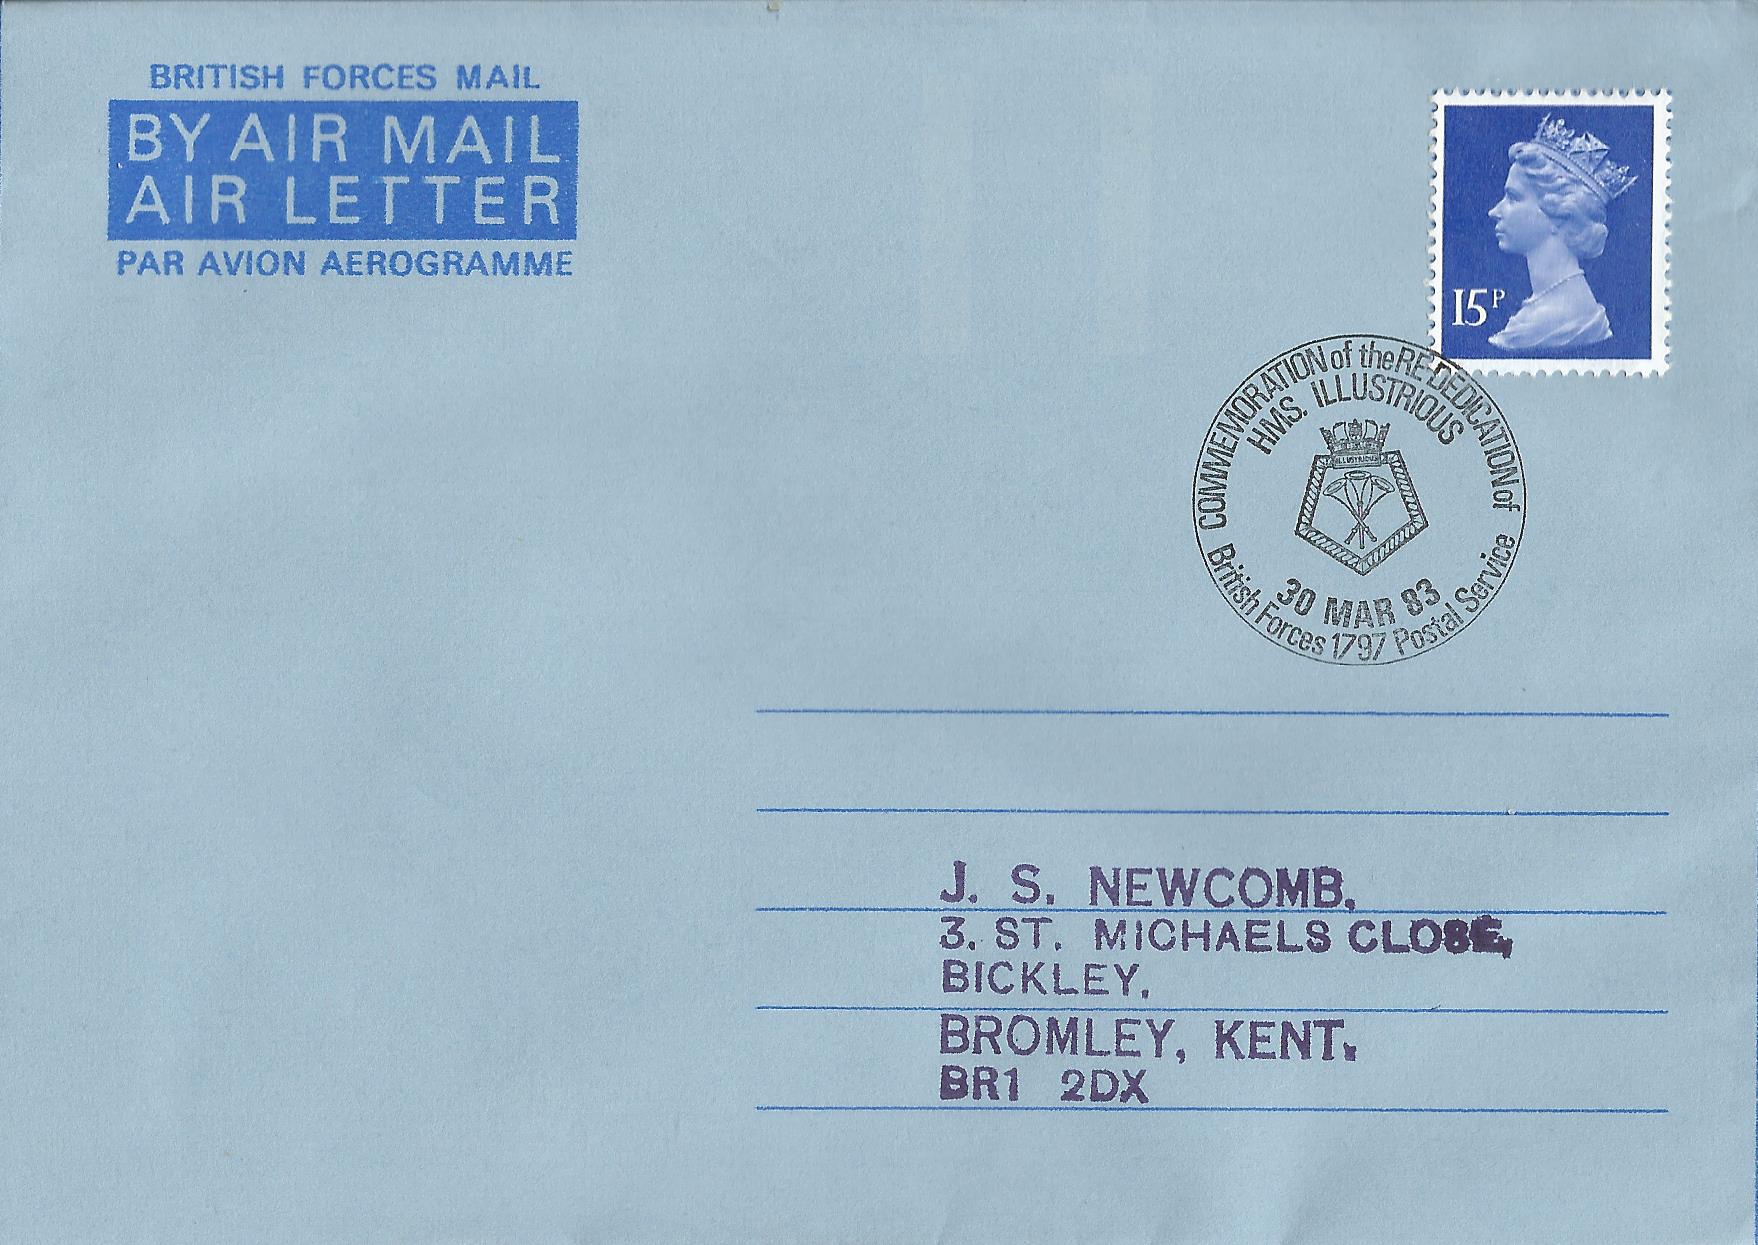 BRITISH FORCES MAIL
BY AIR MAIL
AIR LETTER
PAR AVION AEROGRAMME
15P
COMMEMORATION of the RE DEDICATION of
HMS. ILLUSTRIOUS
ILLUSTRIOUS
30 MAR 83
British Forces 1797 Postal Service
J. S. NEWCOMB.
3. ST. MICHAELS CLOSE,
BICKLEY.
BROMLEY, KENT.
BR1 2DX